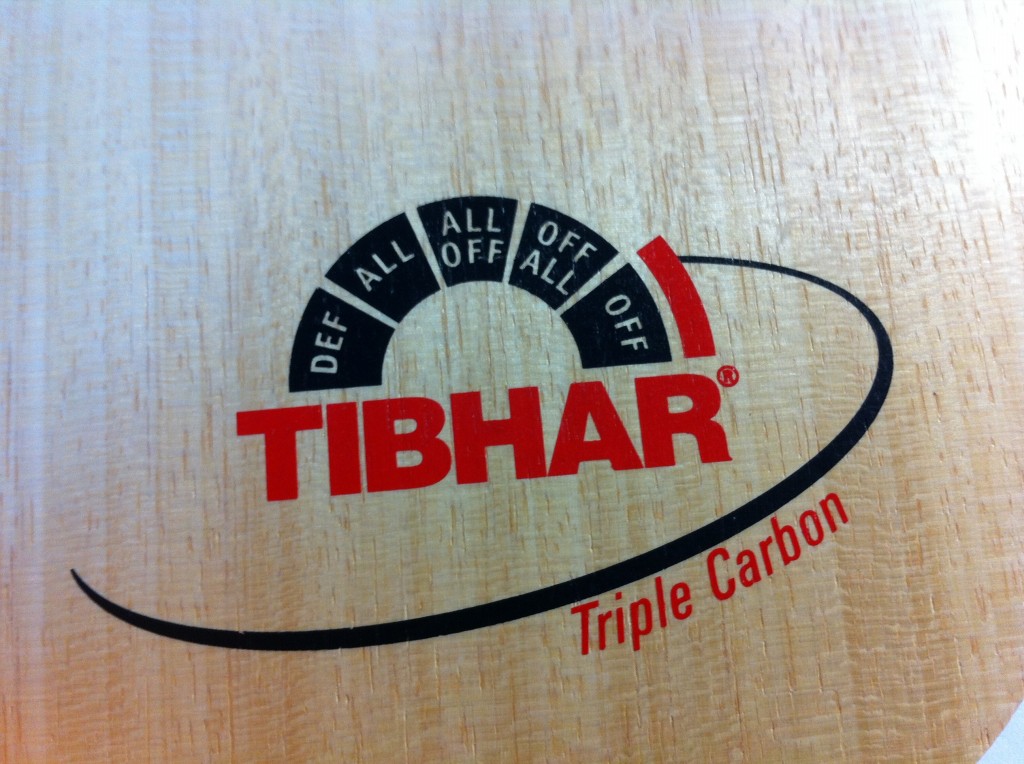 DEF
ALL
ALL
OFF
OFF
ALL
OFF
TIBHAR®
Triple Carbon